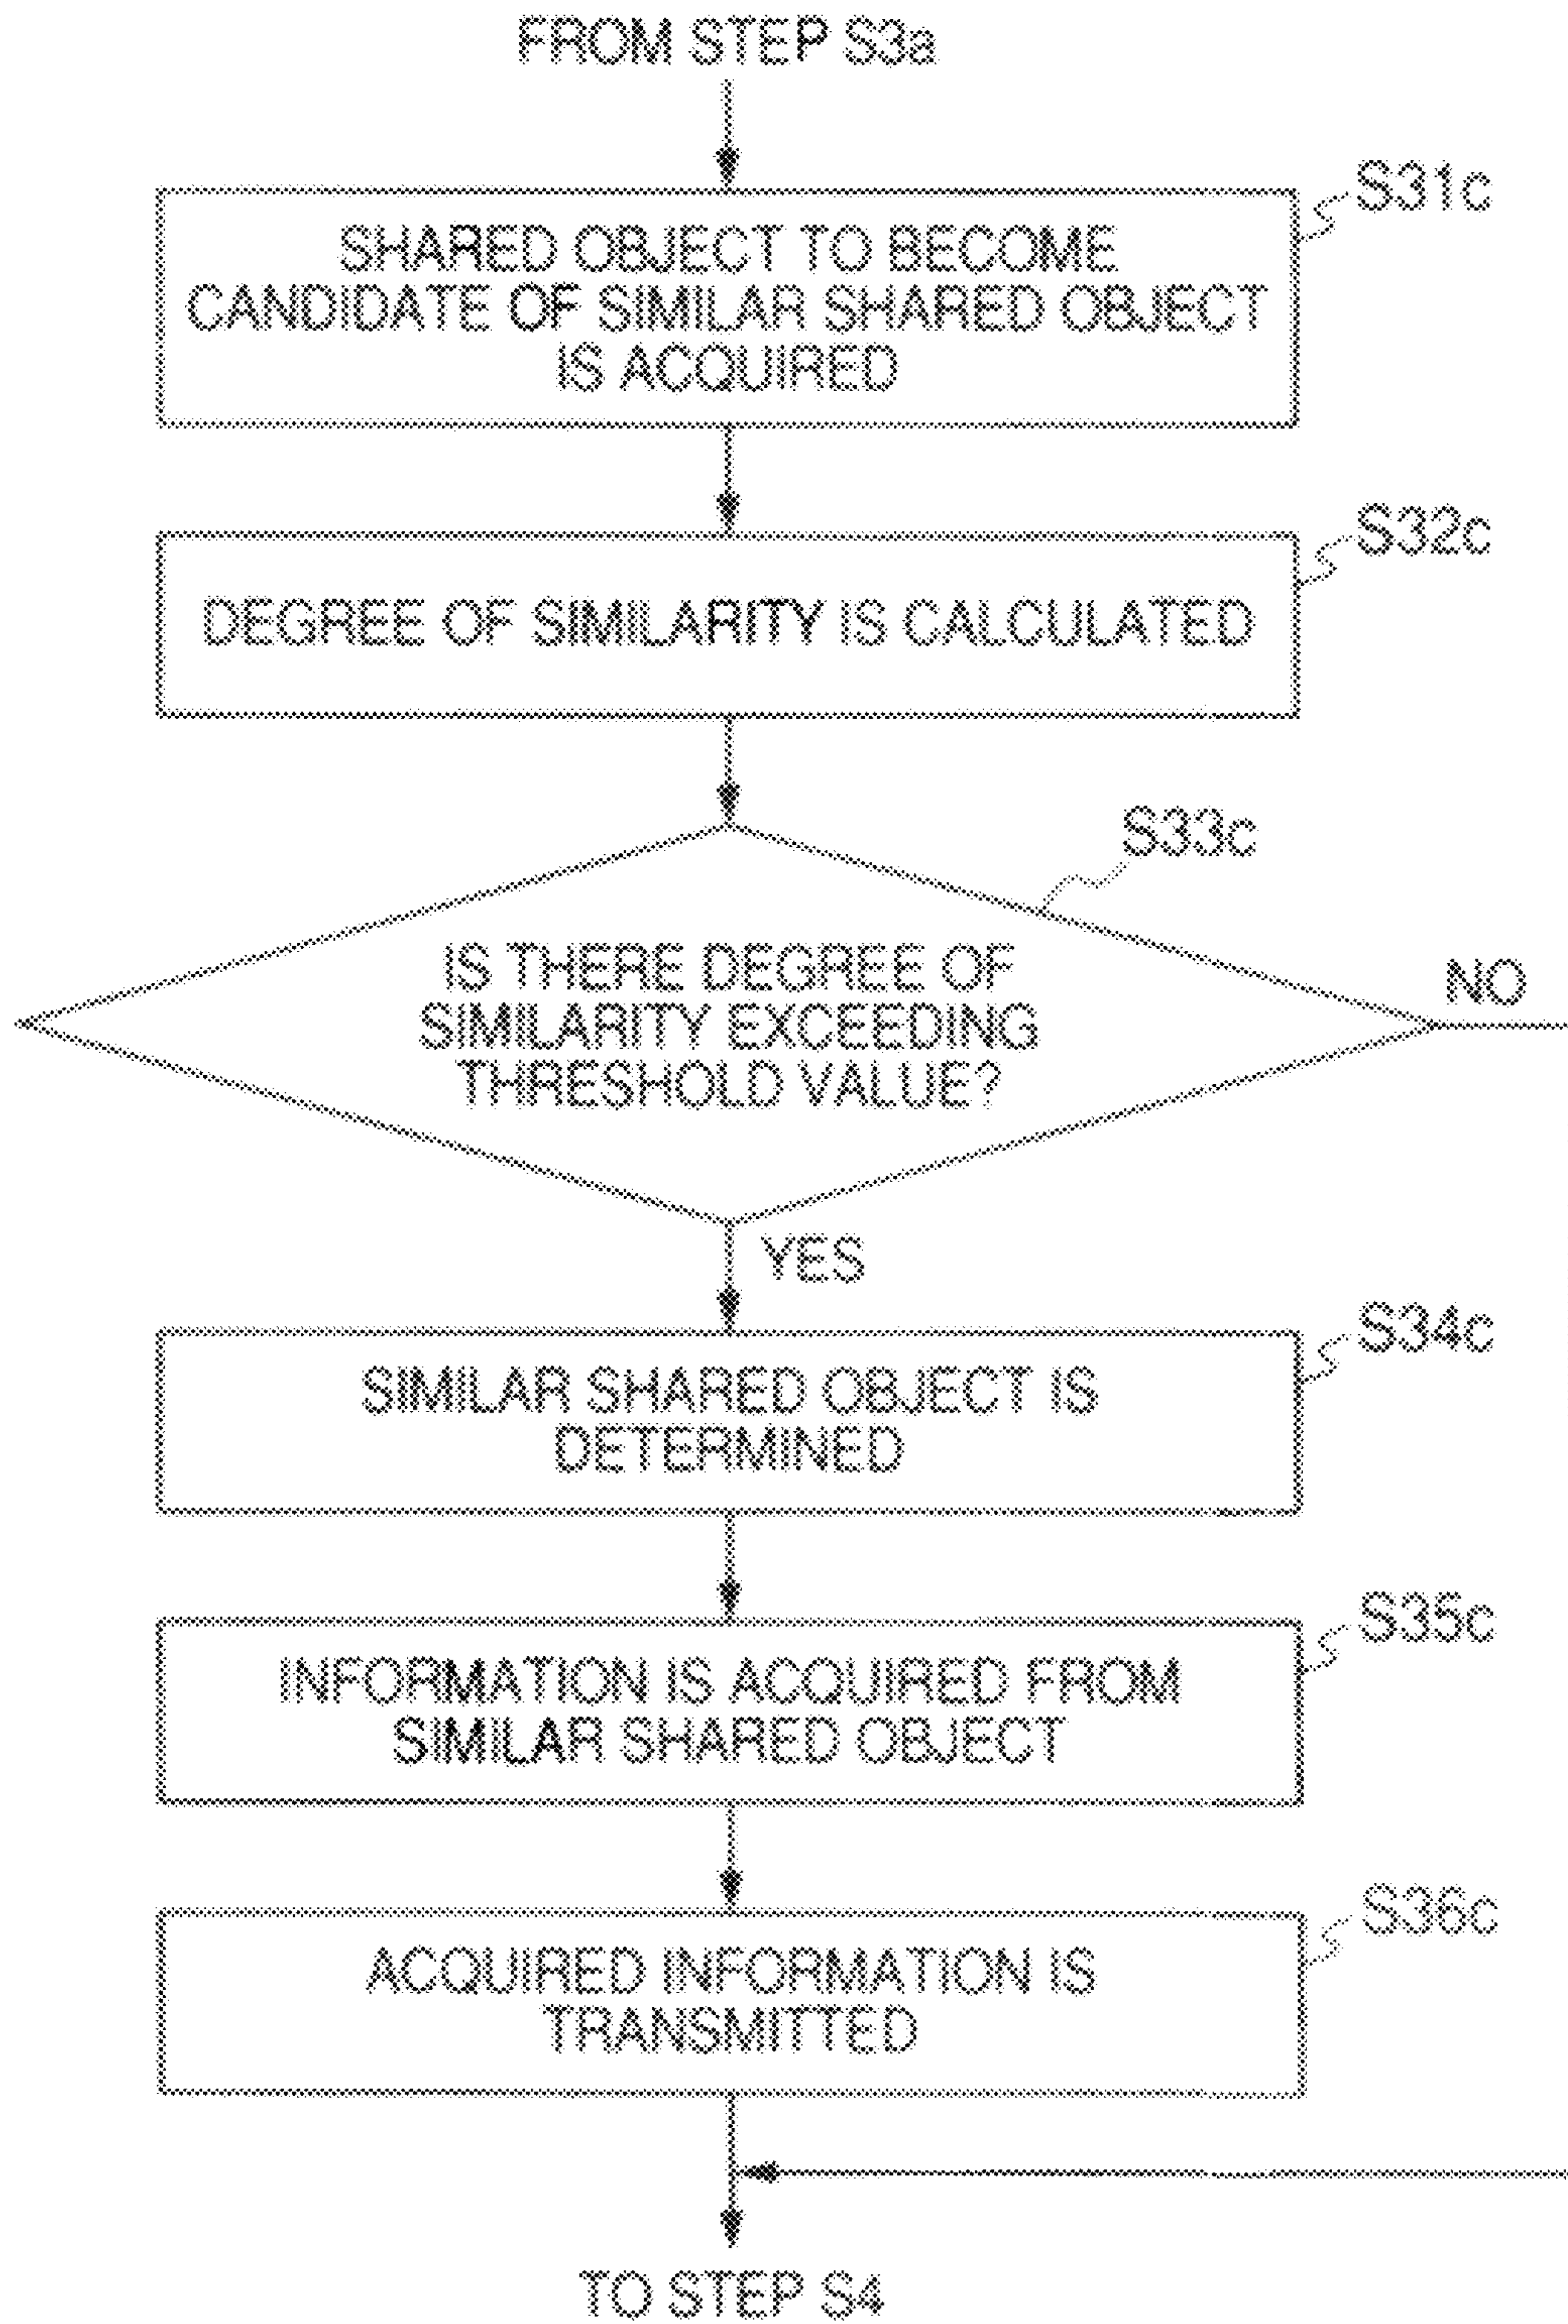 FROM STEP S3a
S31c
SHARED OBJECT TO BECOME
CANDIDATE OF SIMILAR SHARED OBJECT
IS ACQUIRED
S32c
DEGREE OF SIMILARITY IS CALCULATED
S33c
IS THERE DEGREE OF
SIMILARITY EXCEEDING
THRESHOLD VALUE?
NO
YES
S34c
SIMILAR SHARED OBJECT IS
DETERMINED
S35c
INFORMATION IS ACQUIRED FROM
SIMILAR SHARED OBJECT
S36c
ACQUIRED INFORMATION IS
TRANSMITTED
TO STEP S4